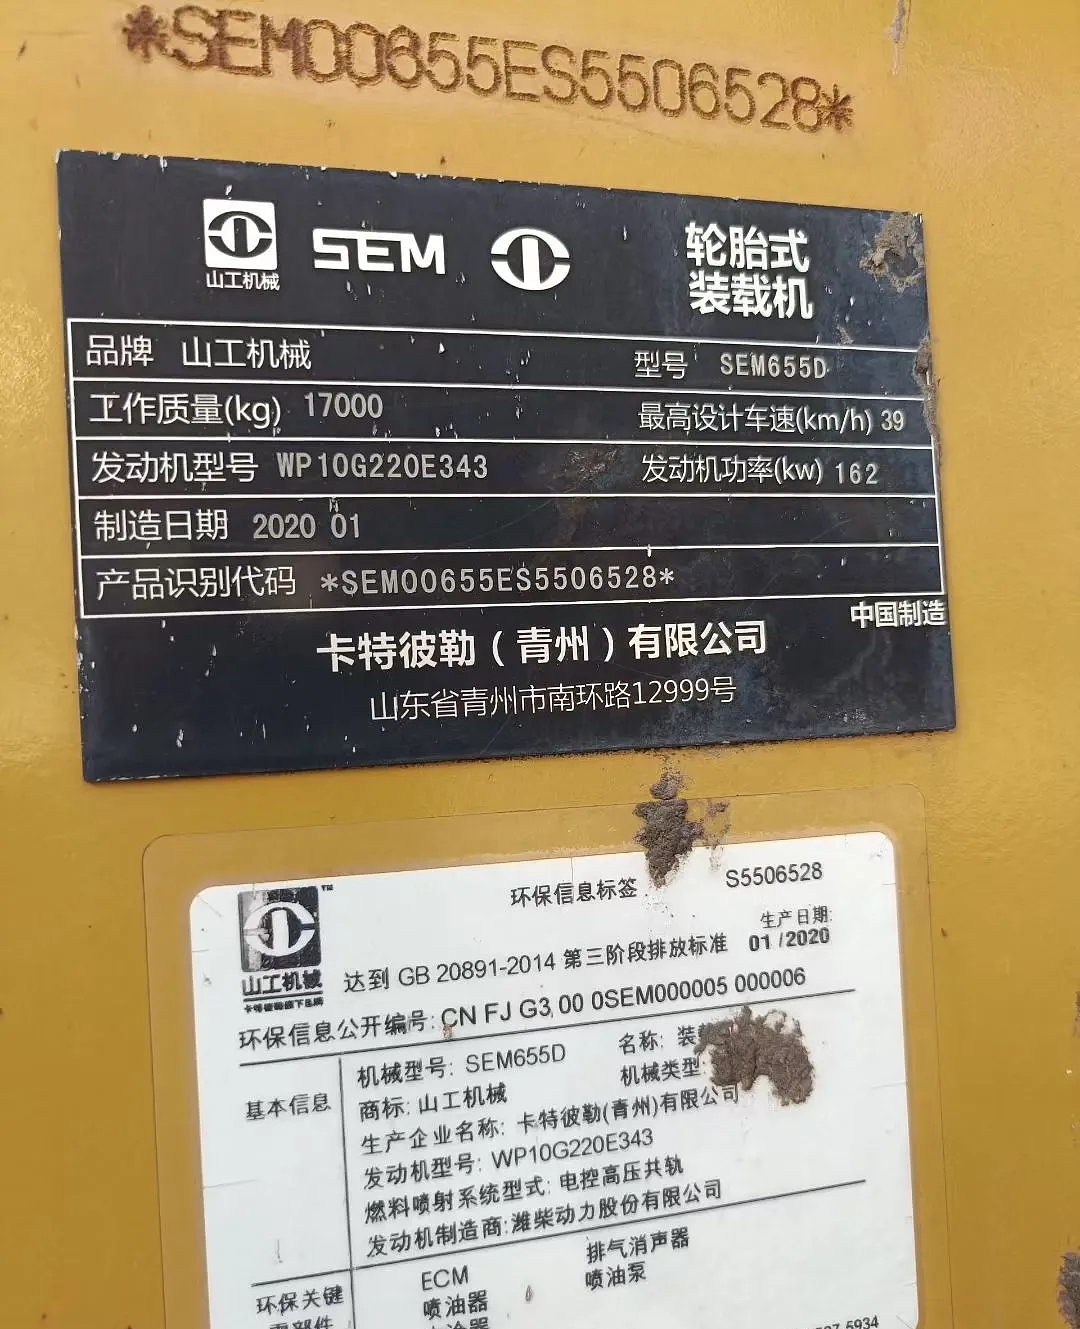 *SEM00655ES5506528*
山工机械
SEM
轮胎式
装载机
品牌 山工机械 型号 SEM655D
工作质量(kg) 17000 最高设计车速(km/h) 39
发动机型号 WP10G220E343 发动机功率(kw) 162
制造日期 2020 01
产品识别代码 *SEM00655ES5506528*
中国制造
卡特彼勒（青州）有限公司
山东省青州市南环路12999号
环保信息标签 S5506528
山工机械
卡特彼勒旗下品牌
生产日期:
01 /2020
达到 GB 20891-2014 第三阶段排放标准
环保信息公开编号: CN FJ G3 00 0SEM000005 000006
基本信息
机械型号: SEM655D 名称: 装
商标: 山工机械 机械类型:
生产企业名称: 卡特彼勒(青州)有限公司
发动机型号: WP10G220E343
燃料喷射系统型式: 电控高压共轨
发动机制造商: 潍柴动力股份有限公司
环保关键
ECM 排气消声器
喷油器 喷油泵
5934